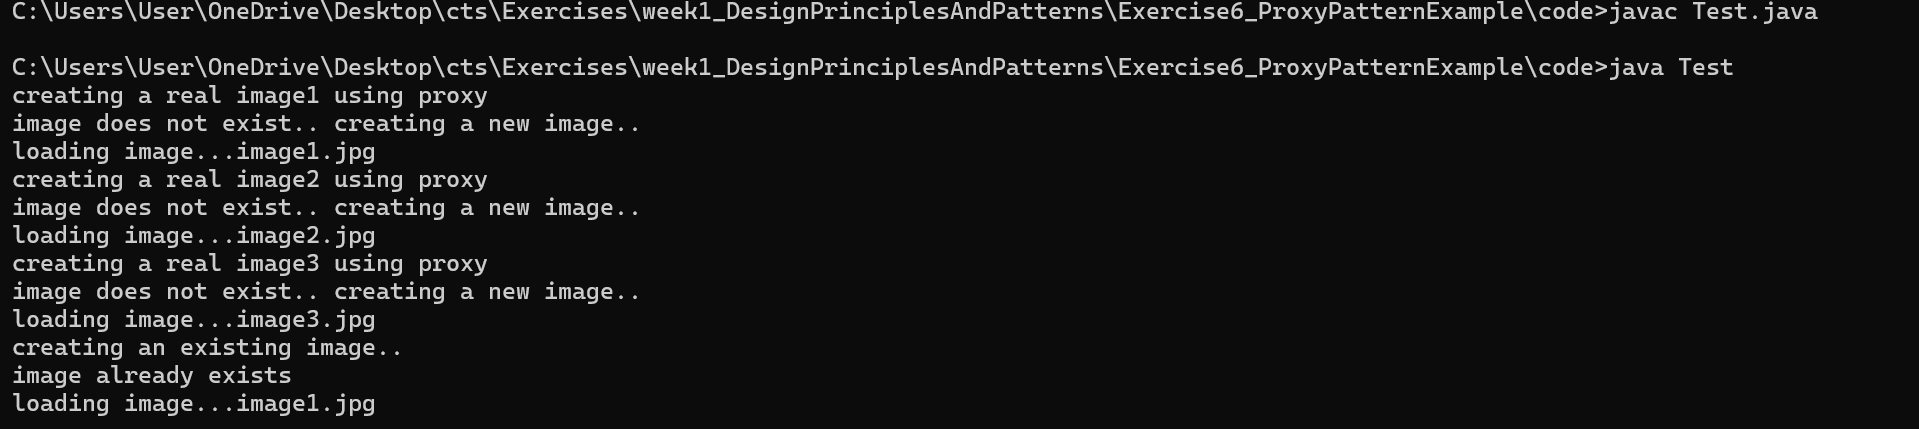 C:\Users\User\OneDrive\Desktop\cts\Exercises\week1_DesignPrinciplesAndPatterns\Exercise6_ProxyPatternExample\code>javac Test.java
C:\Users\User\OneDrive\Desktop\cts\Exercises\week1_DesignPrinciplesAndPatterns\Exercise6_ProxyPatternExample\code>java Test
creating a real image1 using proxy
image does not exist.. creating a new image..
loading image...image1.jpg
creating a real image2 using proxy
image does not exist.. creating a new image..
loading image...image2.jpg
creating a real image3 using proxy
image does not exist.. creating a new image..
loading image...image3.jpg
creating an existing image..
image already exists
loading image...image1.jpg